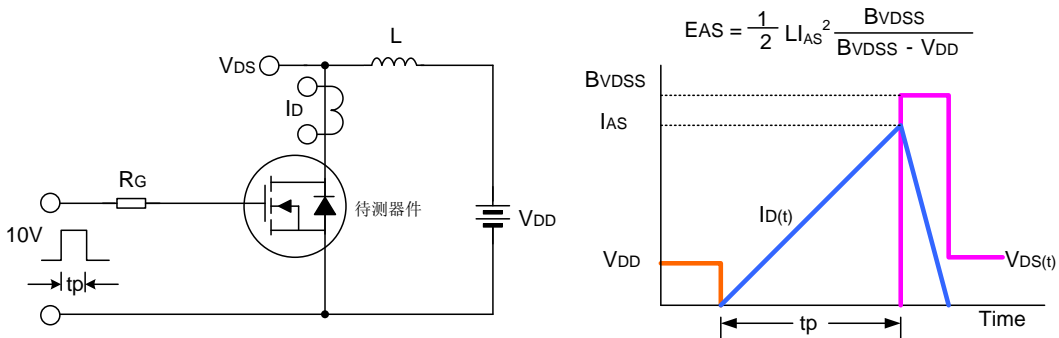 L
VDS
ID
RG
待测器件
VDD
10V
tp
EAS = 1/2 LIAS² BVDSS / BVDSS - VDD
BVDSS
IAS
ID(t)
VDD
VDS(t)
tp
Time